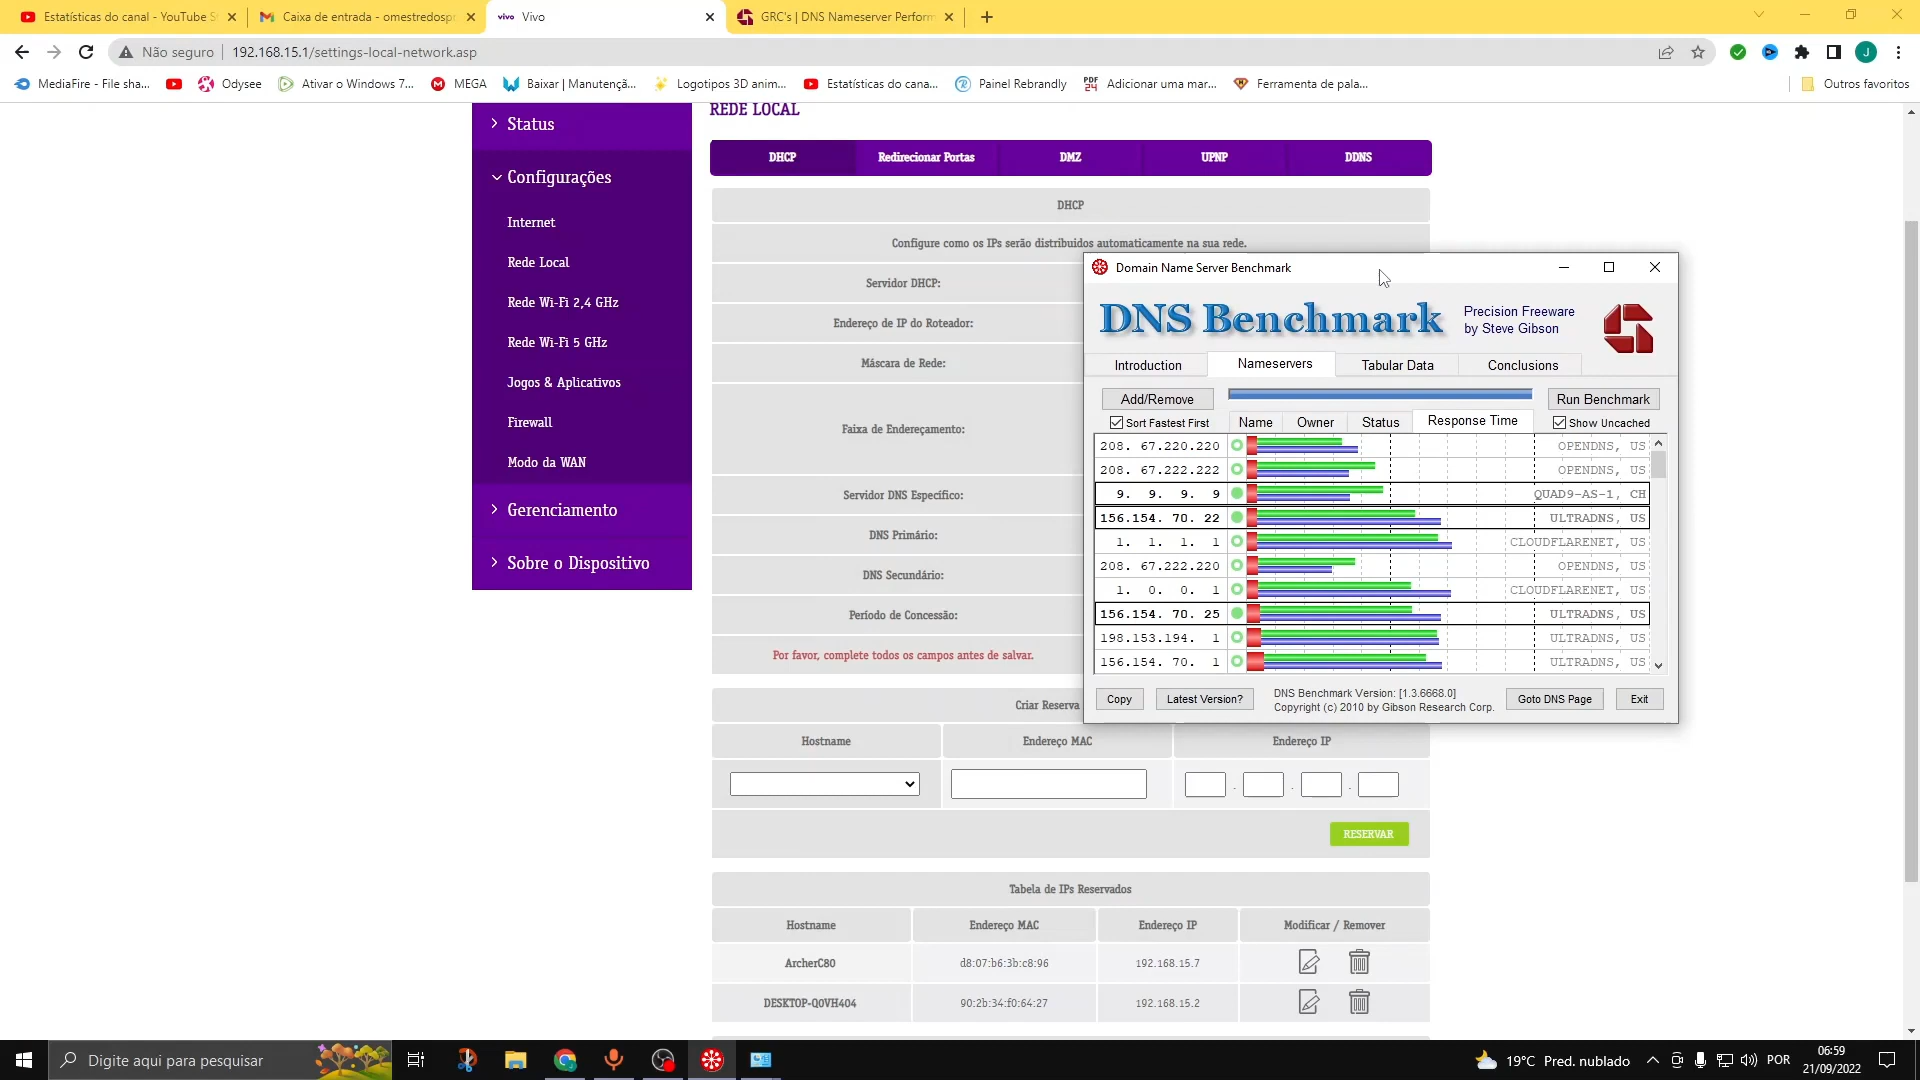 Estatísticas do canal - YouTube S
Caixa de entrada - omestredospr
vivo Vivo
GRC's | DNS Nameserver Perform
Não seguro
192.168.15.1/settings-local-network.asp
J
MediaFire - File sha...
Odysee
Ativar o Windows 7...
MEGA
Baixar | Manutençã...
Logotipos 3D anim...
Estatísticas do cana...
Painel Rebrandly
PDF 24
Adicionar uma mar...
Ferramenta de pala...
Outros favoritos
Status
Configurações
Internet
Rede Local
Rede Wi-Fi 2,4 GHz
Rede Wi-Fi 5 GHz
Jogos & Aplicativos
Firewall
Modo da WAN
Gerenciamento
Sobre o Dispositivo
REDE LOCAL
DHCP Redirecionar Portas DMZ UPNP DDNS
DHCP
Configure como os IPs serão distribuídos automaticamente na sua rede.
Servidor DHCP:
Endereço de IP do Roteador:
Máscara de Rede:
Faixa de Endereçamento:
Servidor DNS Específico:
DNS Primário:
DNS Secundário:
Período de Concessão:
Por favor, complete todos os campos antes de salvar.
Domain Name Server Benchmark
DNS Benchmark
Precision Freeware
by Steve Gibson
Introduction Nameservers Tabular Data Conclusions
Add/Remove Run Benchmark
Sort Fastest First Name Owner Status Response Time Show Uncached
208. 67.220.220 OPENDNS, US
208. 67.222.222 OPENDNS, US
9. 9. 9. 9 QUAD9-AS-1, CH
156.154. 70. 22 ULTRADNS, US
1. 1. 1. 1 CLOUDFLARENET, US
208. 67.222.220 OPENDNS, US
1. 0. 0. 1 CLOUDFLARENET, US
156.154. 70. 25 ULTRADNS, US
198.153.194. 1 ULTRADNS, US
156.154. 70. 1 ULTRADNS, US
Copy Latest Version?
DNS Benchmark Version: [1.3.6668.0]
Copyright (c) 2010 by Gibson Research Corp.
Goto DNS Page Exit
Criar Reserva
Hostname Endereço MAC Endereço IP
. . .
RESERVAR
Tabela de IPs Reservados
Hostname Endereço MAC Endereço IP Modificar / Remover
ArcherC80 d8:07:b6:3b:c8:96 192.168.15.7
DESKTOP-Q0VH404 90:2b:34:f0:64:27 192.168.15.2
Digite aqui para pesquisar
19°C Pred. nublado
POR
06:59
21/09/2022